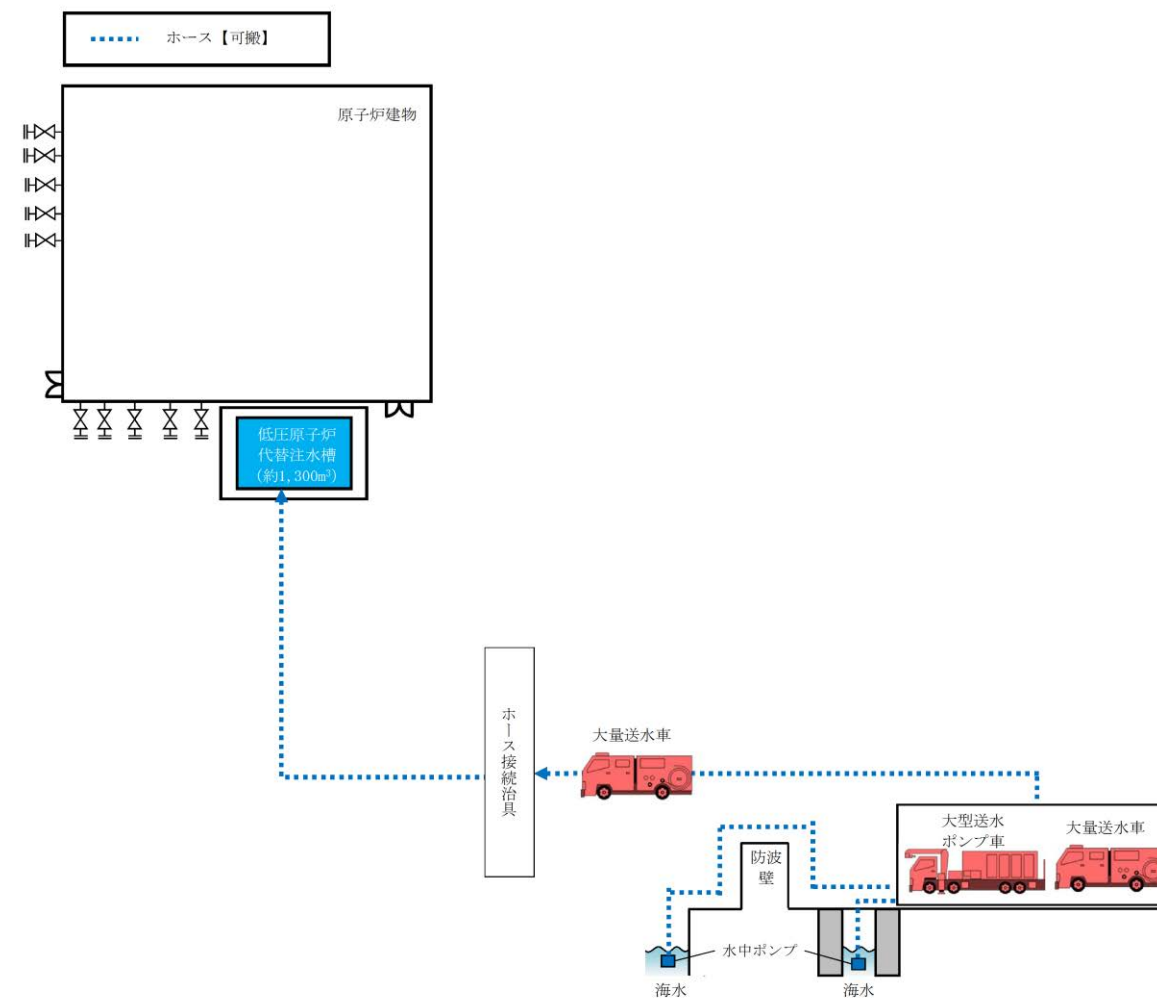 ホース【可搬】
原子炉建物
低圧原子炉
代替注水槽
(約1,300m³)
ホース接続治具
大量送水車
大型送水
ポンプ車
大量送水車
防波
壁
水中ポンプ
海水
海水